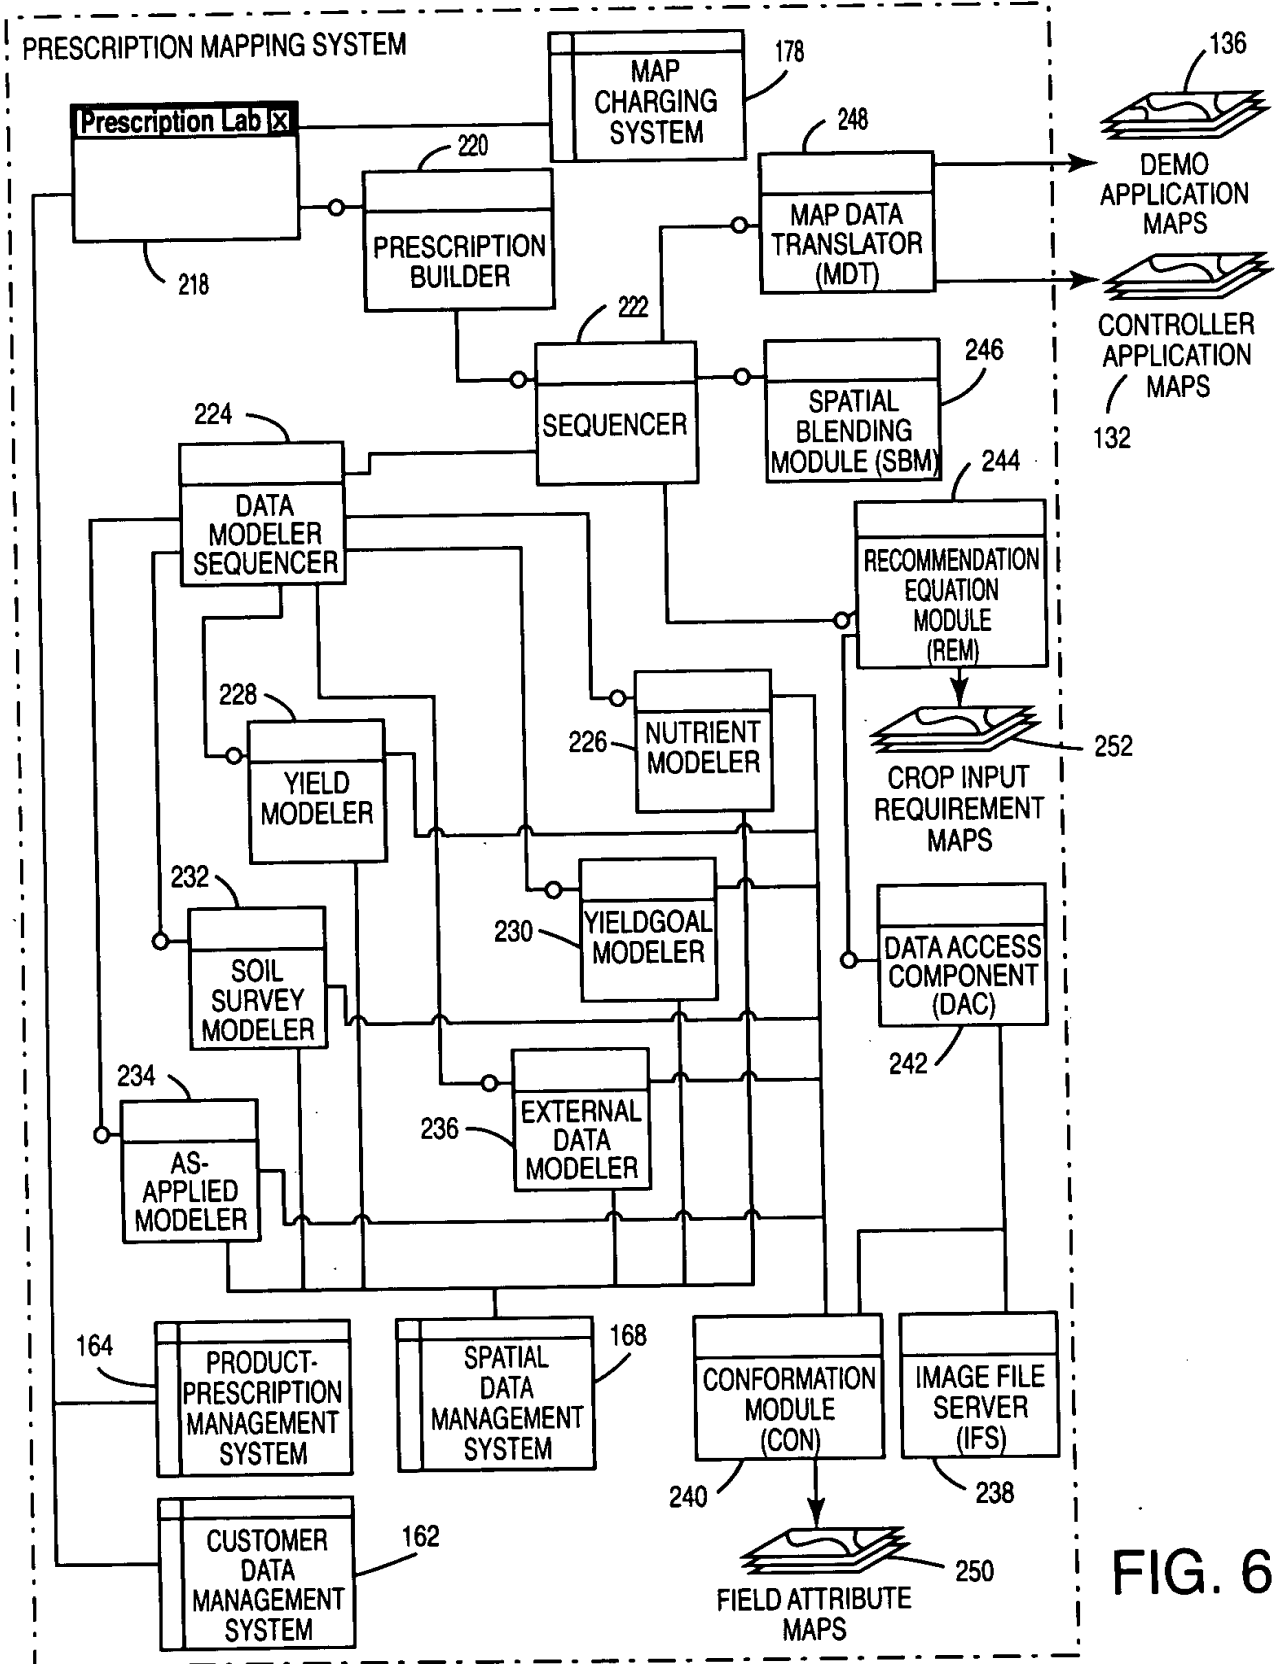 PRESCRIPTION MAPPING SYSTEM
MAP
CHARGING
SYSTEM
178
136
Prescription Lab X
220
248
DEMO
APPLICATION
MAPS
MAP DATA
TRANSLATOR
(MDT)
PRESCRIPTION
BUILDER
218
222
CONTROLLER
APPLICATION
MAPS
132
246
SPATIAL
BLENDING
MODULE (SBM)
SEQUENCER
224
244
DATA
MODELER
SEQUENCER
RECOMMENDATION
EQUATION
MODULE
(REM)
228
226
NUTRIENT
MODELER
252
YIELD
MODELER
CROP INPUT
REQUIREMENT
MAPS
232
230
YIELDGOAL
MODELER
DATA ACCESS
COMPONENT
(DAC)
SOIL
SURVEY
MODELER
242
234
236
EXTERNAL
DATA
MODELER
AS-
APPLIED
MODELER
164
PRODUCT-
PRESCRIPTION
MANAGEMENT
SYSTEM
168
SPATIAL
DATA
MANAGEMENT
SYSTEM
CONFORMATION
MODULE
(CON)
IMAGE FILE
SERVER
(IFS)
240
238
162
CUSTOMER
DATA
MANAGEMENT
SYSTEM
250
FIELD ATTRIBUTE
MAPS
FIG. 6